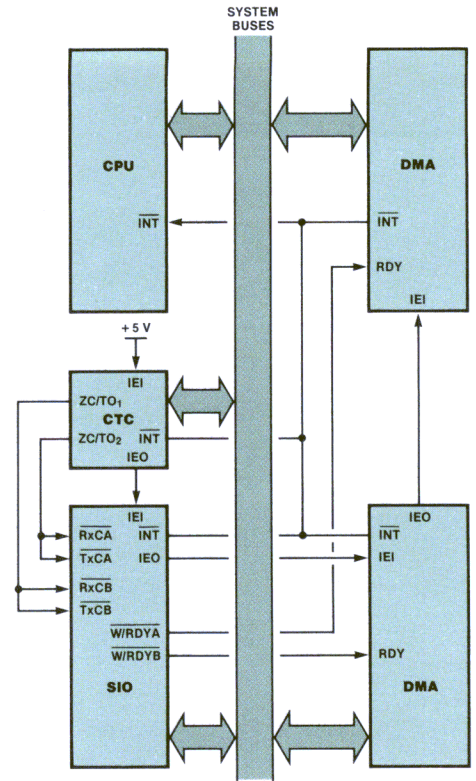 SYSTEM
BUSES
CPU
INT
DMA
INT
RDY
IEI
+5 V
IEI
ZC/TO₁
CTC
ZC/TO₂ INT
IEO
IEI
RxCA INT
TxCA IEO
RxCB
TxCB
W/RDYA
W/RDYB
SIO
IEO
INT
IEI
RDY
DMA